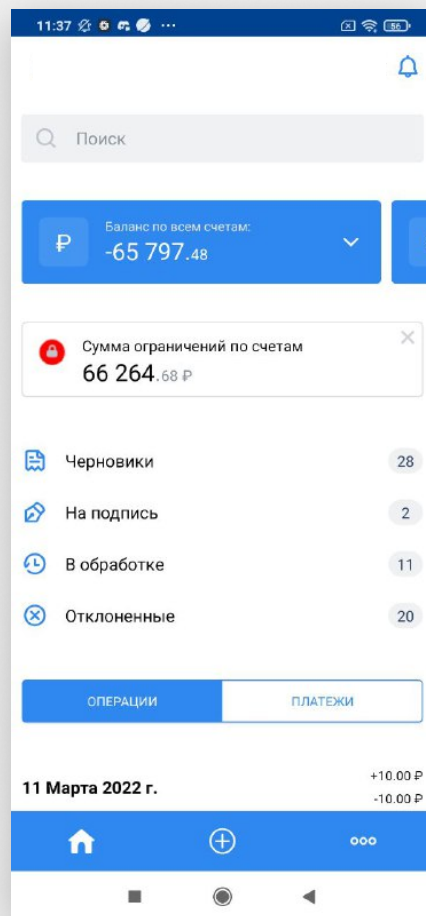 11:37 ··· 56
Поиск
Баланс по всем счетам:
₽ -65 797.48
Сумма ограничений по счетам
66 264.68 ₽
Черновики 28
На подпись 2
В обработке 11
Отклоненные 20
ОПЕРАЦИИ ПЛАТЕЖИ
+10.00 ₽
11 Марта 2022 г.
-10.00 ₽